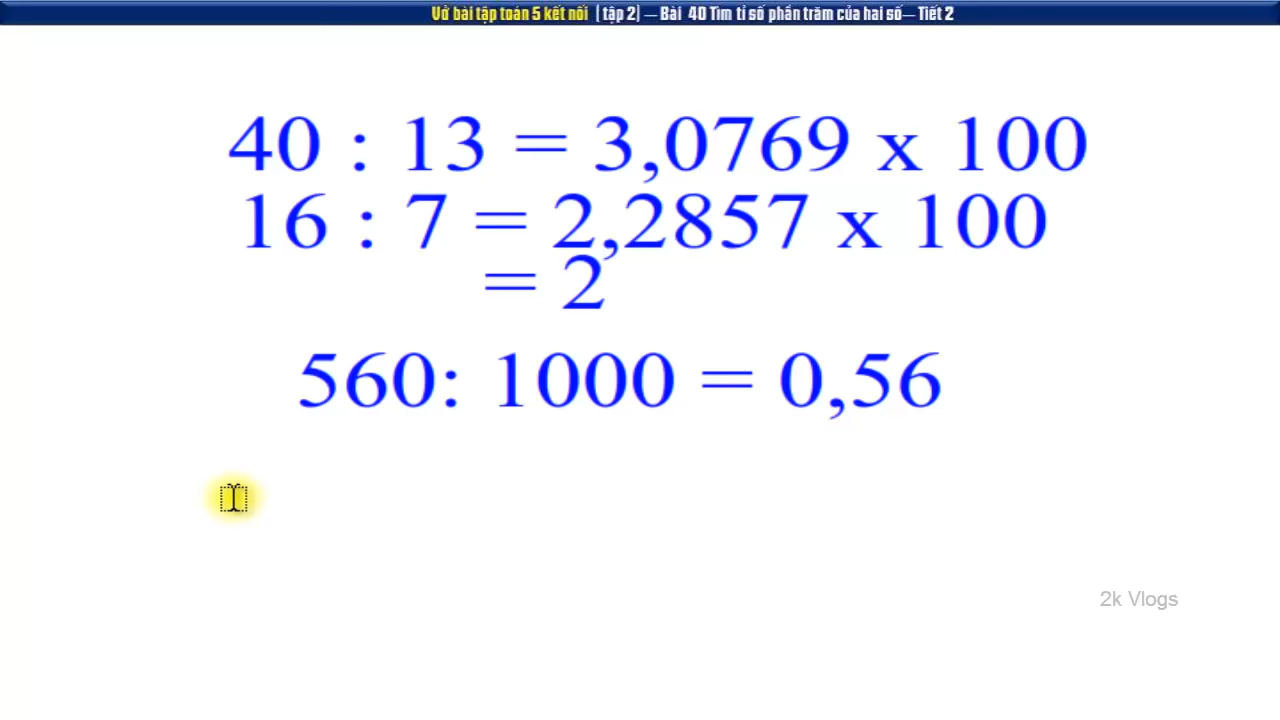 Vở bài tập toán 5 kết nối ( tập 2) – Bài 40 Tìm tỉ số phần trăm của hai số– Tiết 2
40 : 13 = 3,0769 x 100
16 : 7 = 2,2857 x 100
= 2
560: 1000 = 0,56
2k Vlogs